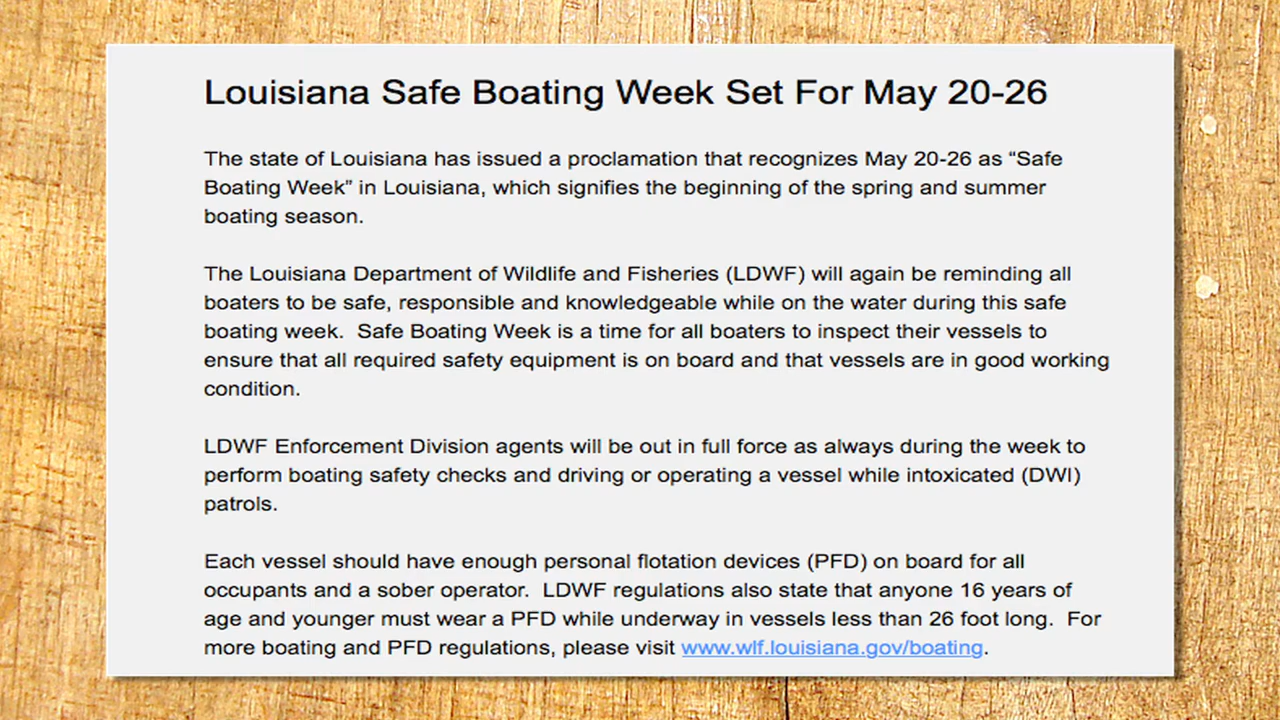 Louisiana Safe Boating Week Set For May 20-26
The state of Louisiana has issued a proclamation that recognizes May 20-26 as “Safe
Boating Week” in Louisiana, which signifies the beginning of the spring and summer
boating season.
The Louisiana Department of Wildlife and Fisheries (LDWF) will again be reminding all
boaters to be safe, responsible and knowledgeable while on the water during this safe
boating week.  Safe Boating Week is a time for all boaters to inspect their vessels to
ensure that all required safety equipment is on board and that vessels are in good working
condition.
LDWF Enforcement Division agents will be out in full force as always during the week to
perform boating safety checks and driving or operating a vessel while intoxicated (DWI)
patrols.
Each vessel should have enough personal flotation devices (PFD) on board for all
occupants and a sober operator.  LDWF regulations also state that anyone 16 years of
age and younger must wear a PFD while underway in vessels less than 26 foot long.  For
more boating and PFD regulations, please visit www.wlf.louisiana.gov/boating.